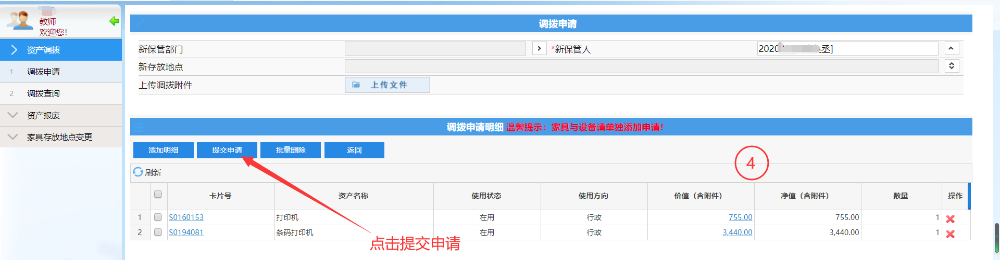 教师
欢迎您!
资产调拨
1 调拨申请
2 调拨查询
资产报废
家具存放地点变更
调拨申请
新保管部门 *新保管人 2020 丞]
新存放地点
上传调拨附件 上传文件
调拨申请明细 温馨提示：家具与设备请单独添加申请！
添加明细 提交申请 批量删除 返回
4
刷新
卡片号 资产名称 使用状态 使用方向 价值（含附件） 净值（含附件） 数量 操作
1 S0160153 打印机 在用 行政 755.00 755.00 1
2 S0194081 条码打印机 在用 行政 3,440.00 3,440.00 1
点击提交申请